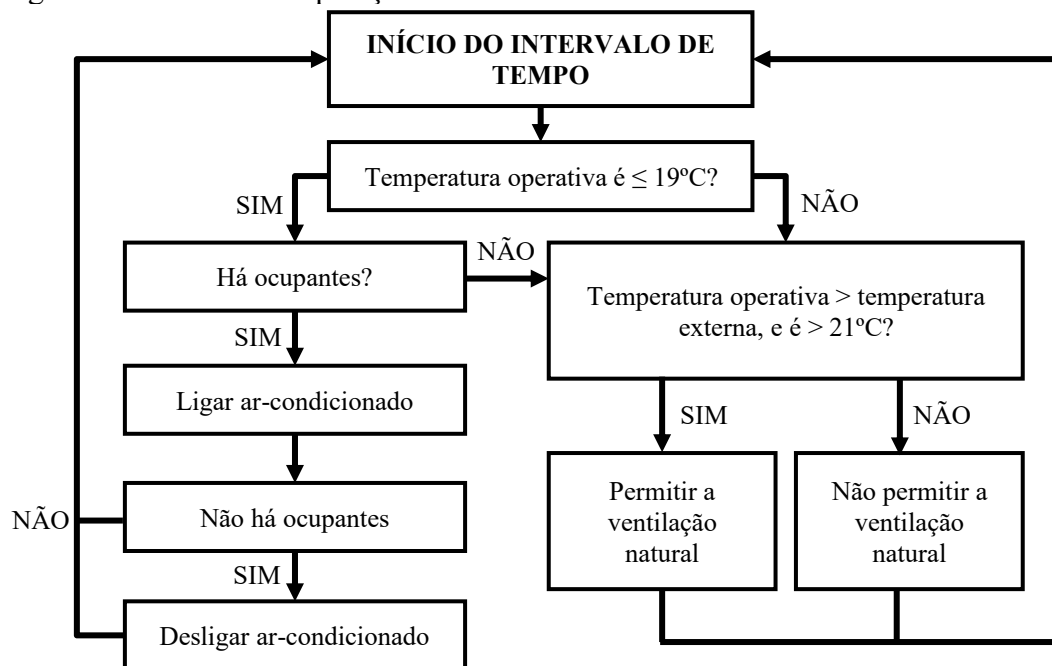 INÍCIO DO INTERVALO DE
TEMPO
Temperatura operativa é ≤ 19ºC?
SIM
NÃO
Há ocupantes?
NÃO
Temperatura operativa > temperatura
externa, e é > 21ºC?
SIM
Ligar ar-condicionado
SIM
NÃO
Permitir a
ventilação
natural
Não permitir a
ventilação
natural
NÃO
Não há ocupantes
SIM
Desligar ar-condicionado